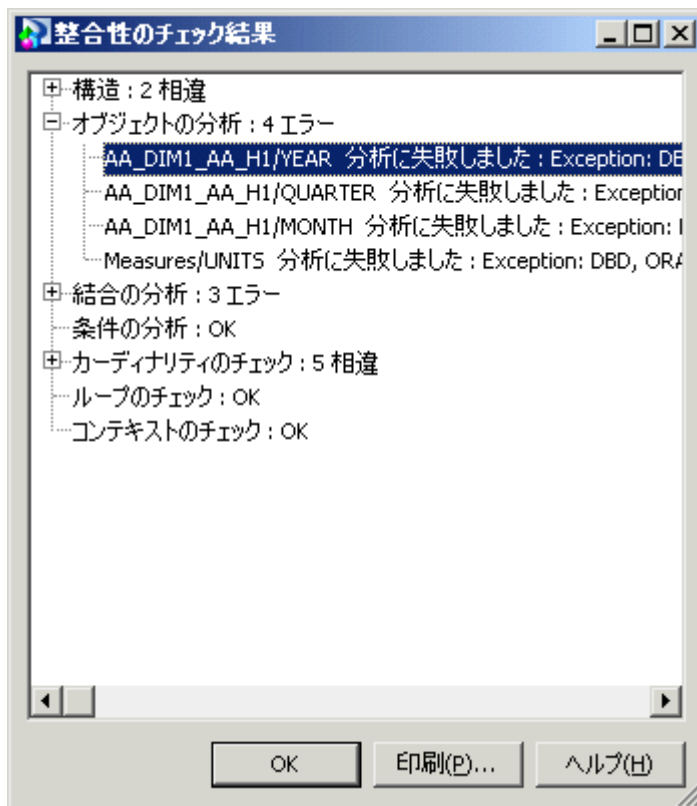 整合性のチェック結果
構造 : 2 相違
オブジェクトの分析 : 4 エラー
AA_DIM1_AA_H1/YEAR 分析に失敗しました : Exception: DB
AA_DIM1_AA_H1/QUARTER 分析に失敗しました : Exception
AA_DIM1_AA_H1/MONTH 分析に失敗しました : Exception:
Measures/UNITS 分析に失敗しました : Exception: DBD, OR
結合の分析 : 3 エラー
条件の分析 : OK
カーディナリティのチェック : 5 相違
ループのチェック : OK
コンテキストのチェック : OK
OK 印刷(P)... ヘルプ(H)